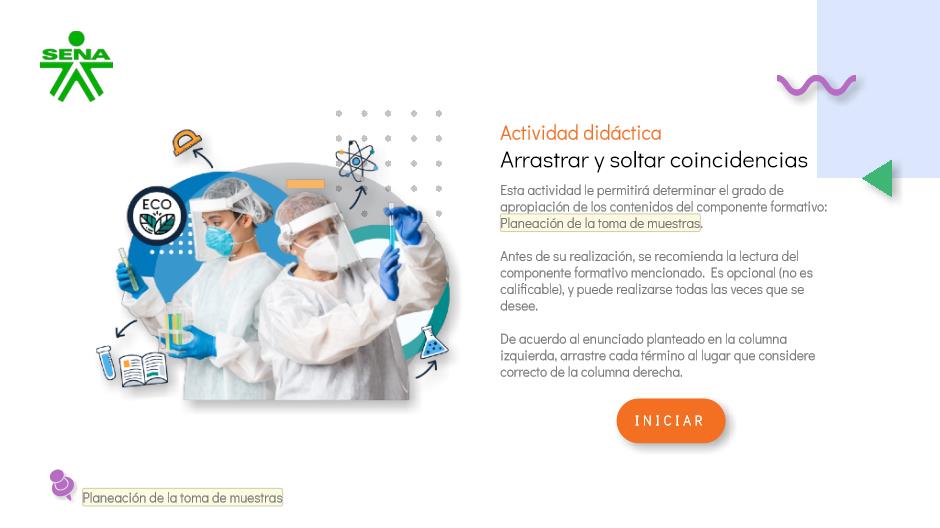 SENA
Actividad didáctica
Arrastrar y soltar coincidencias
Esta actividad le permitirá determinar el grado de
apropiación de los contenidos del componente formativo:
Planeación de la toma de muestras.
ECO
Antes de su realización, se recomienda la lectura del
componente formativo mencionado. Es opcional (no es
calificable), y puede realizarse todas las veces que se
desee.
De acuerdo al enunciado planteado en la columna
izquierda, arrastre cada término al lugar que considere
correcto de la columna derecha.
INICIAR
Planeación de la toma de muestras